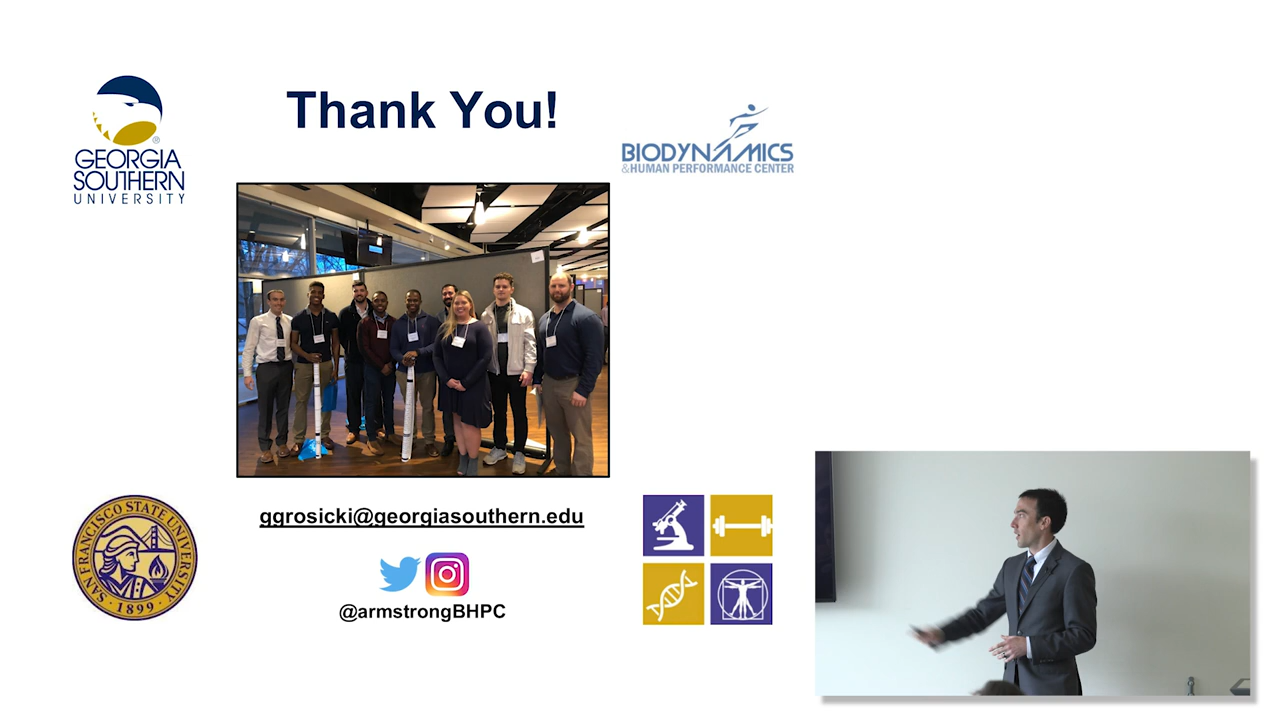 Thank You!
GEORGIA
SOUTHERN
UNIVERSITY
®
BIODYNAMICS
& HUMAN PERFORMANCE CENTER
SAN FRANCISCO STATE UNIVERSITY
· 1899 ·
ggrosicki@georgiasouthern.edu
@armstrongBHPC